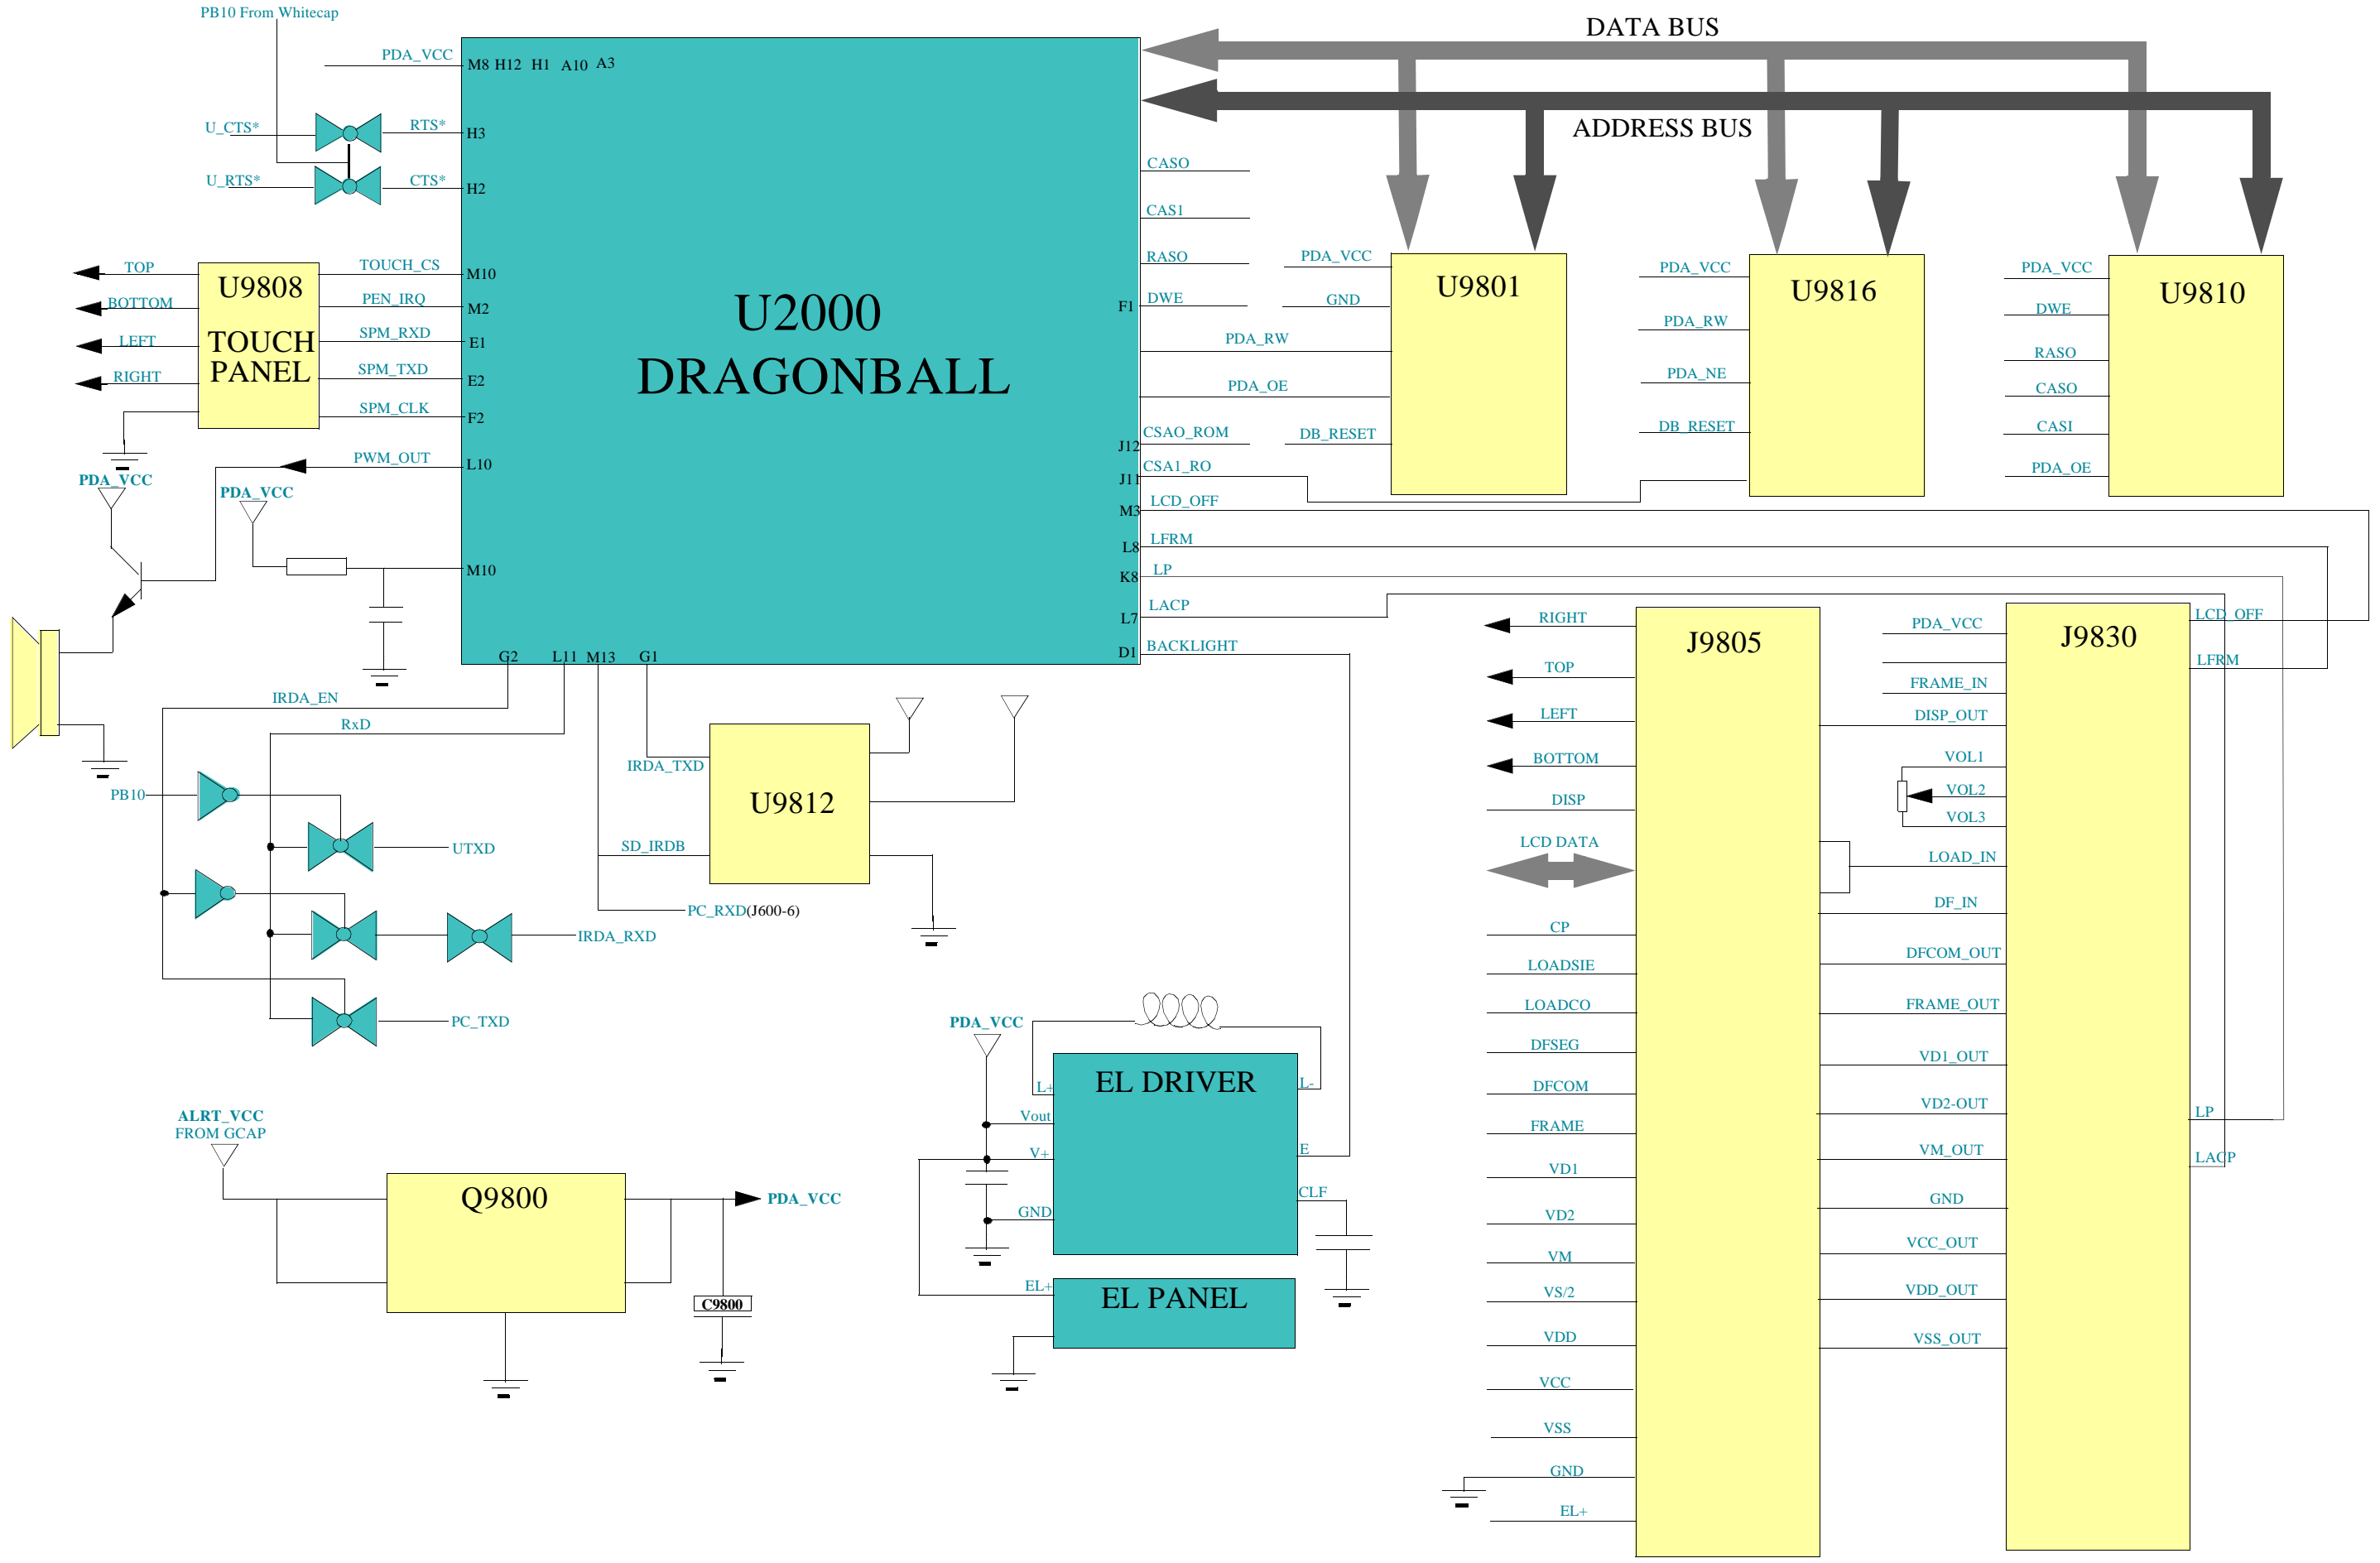 PB10 From Whitecap
DATA BUS
ADDRESS BUS
PDA_VCC
M8 H12 H1 A10 A3
U_CTS*
RTS*
H3
U_RTS*
CTS*
H2
U2000
DRAGONBALL
TOP
BOTTOM
LEFT
RIGHT
U9808
TOUCH
PANEL
TOUCH_CS
M10
PEN_IRQ
M2
SPM_RXD
E1
SPM_TXD
E2
SPM_CLK
F2
PWM_OUT
L10
PDA_VCC
PDA_VCC
M10
G2
L11
M13
G1
CASO
CAS1
RASO
F1
DWE
PDA_RW
PDA_OE
J12
CSAO_ROM
J11
CSA1_RO
M3
LCD_OFF
L8
LFRM
K8
LP
L7
LACP
D1
BACKLIGHT
PDA_VCC
GND
DB_RESET
U9801
PDA_VCC
PDA_RW
PDA_NE
DB_RESET
U9816
PDA_VCC
DWE
RASO
CASO
CASI
PDA_OE
U9810
IRDA_EN
RxD
PB10
UTXD
IRDA_RXD
PC_TXD
IRDA_TXD
SD_IRDB
U9812
PC_RXD(J600-6)
ALRT_VCC
FROM GCAP
Q9800
PDA_VCC
C9800
PDA_VCC
EL DRIVER
L+
Vout
V+
GND
L-
E
CLF
EL+
EL PANEL
J9805
RIGHT
TOP
LEFT
BOTTOM
DISP
LCD DATA
CP
LOADSIE
LOADCO
DFSEG
DFCOM
FRAME
VD1
VD2
VM
VS/2
VDD
VCC
VSS
GND
EL+
J9830
PDA_VCC
FRAME_IN
DISP_OUT
VOL1
VOL2
VOL3
LOAD_IN
DF_IN
DFCOM_OUT
FRAME_OUT
VD1_OUT
VD2-OUT
VM_OUT
GND
VCC_OUT
VDD_OUT
VSS_OUT
LCD_OFF
LFRM
LP
LACP